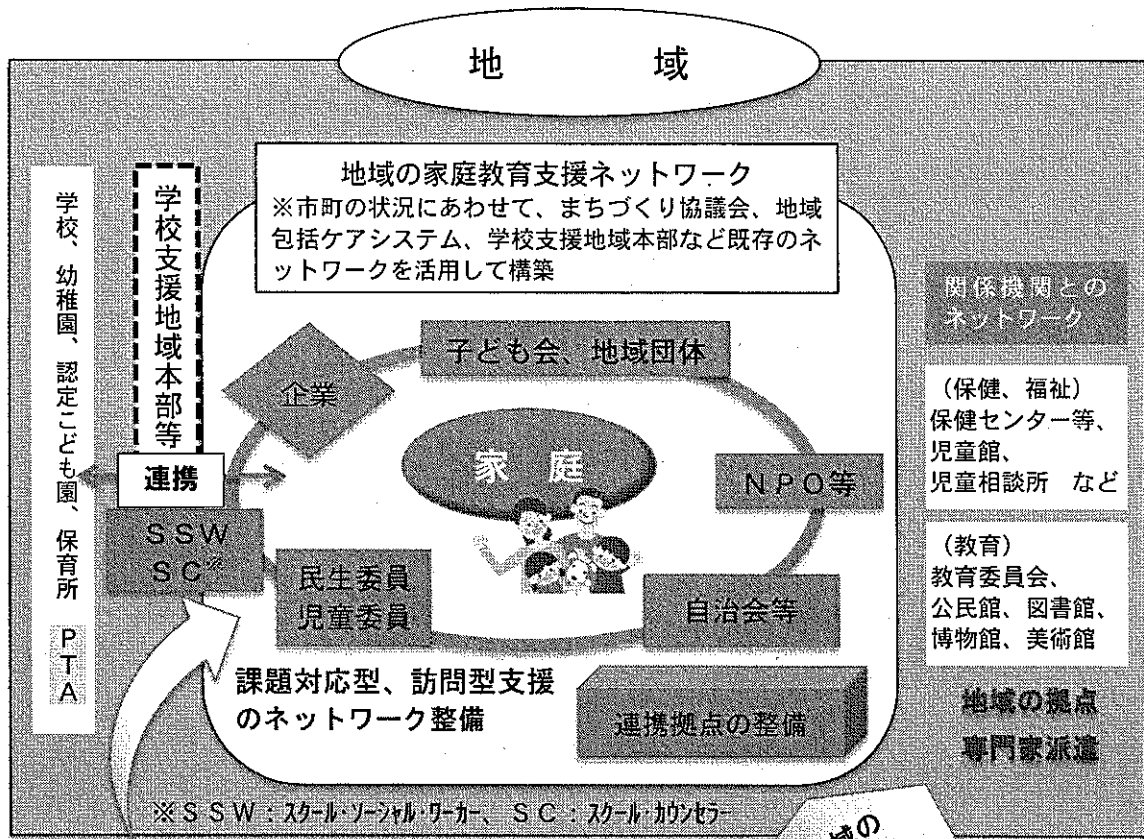 地　　域
地域の家庭教育支援ネットワーク
※市町の状況にあわせて、まちづくり協議会、地域
包括ケアシステム、学校支援地域本部など既存のネ
ットワークを活用して構築
学校、幼稚園、認定こども園、保育所　PTA
学校支援地域本部等
連携
SSW
SC※
企業
子ども会、地域団体
家　庭
NPO等
民生委員
児童委員
自治会等
課題対応型、訪問型支援
のネットワーク整備
連携拠点の整備
関係機関との
ネットワーク
（保健、福祉）
保健センター等、
児童館、
児童相談所　など
（教育）
教育委員会、
公民館、図書館、
博物館、美術館
地域の拠点
専門家派遣
※SSW：スクール・ソーシャル・ワーカー、SC：スクール・カウンセラー
域の